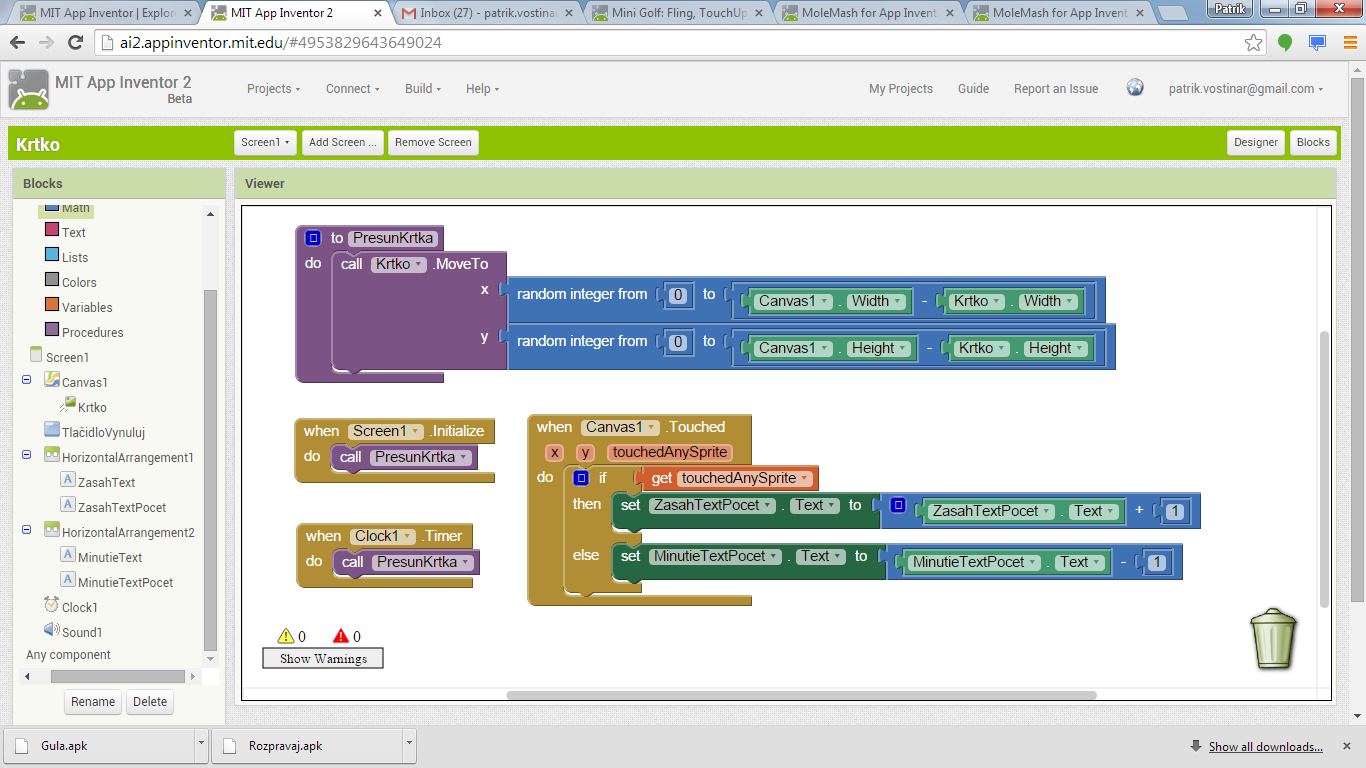 MIT App Inventor | Explor
MIT App Inventor 2
Inbox (27) - patrik.vostinar
Mini Golf: Fling, TouchUp
MoleMash for App Invent
MoleMash for App Invent
Patrik
ai2.appinventor.mit.edu/#4953829643649024
MIT App Inventor 2
Beta
Projects
Connect
Build
Help
My Projects
Guide
Report an Issue
patrik.vostinar@gmail.com
Krtko
Screen1
Add Screen ...
Remove Screen
Designer
Blocks
Blocks
Math
Text
Lists
Colors
Variables
Procedures
Screen1
Canvas1
Krtko
TlačidloVynuluj
HorizontalArrangement1
ZasahText
ZasahTextPocet
HorizontalArrangement2
MinutieText
MinutieTextPocet
Clock1
Sound1
Any component
Rename
Delete
Viewer
to PresunKrtka
do call Krtko .MoveTo
x random integer from 0 to Canvas1 . Width - Krtko . Width
y random integer from 0 to Canvas1 . Height - Krtko . Height
when Screen1 .Initialize
do call PresunKrtka
when Clock1 .Timer
do call PresunKrtka
when Canvas1 .Touched
x y touchedAnySprite
do if get touchedAnySprite
then set ZasahTextPocet . Text to ZasahTextPocet . Text + 1
else set MinutieTextPocet . Text to MinutieTextPocet . Text - 1
0 0
Show Warnings
Gula.apk
Rozpravaj.apk
Show all downloads...